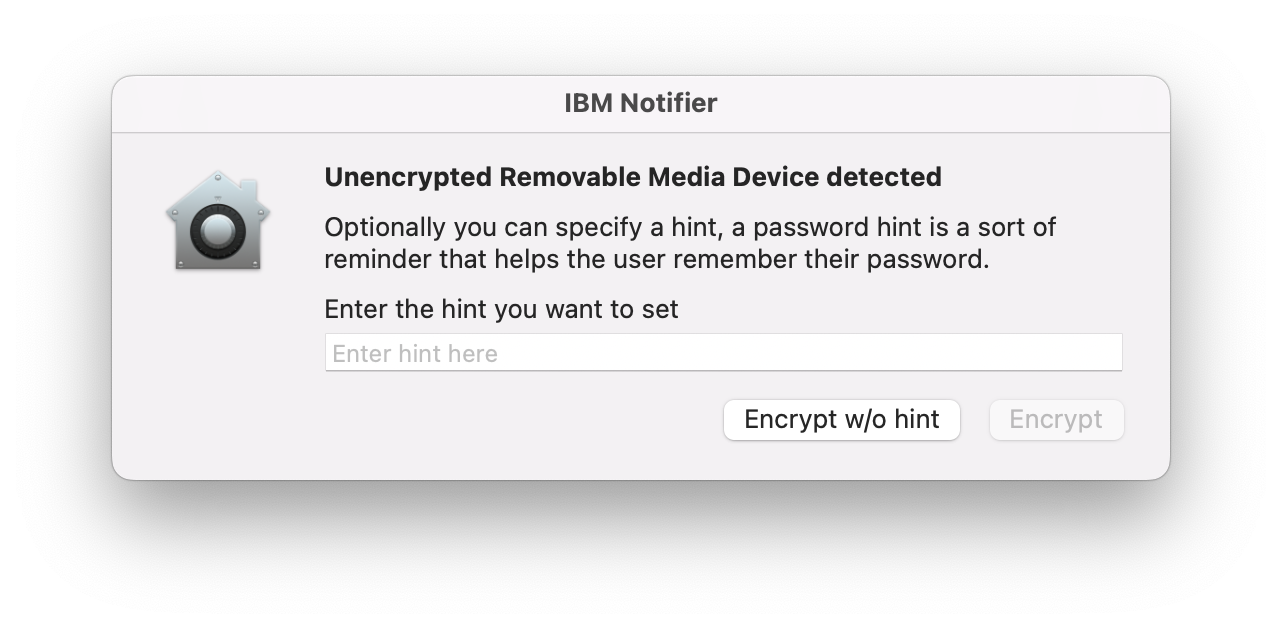 IBM Notifier
Unencrypted Removable Media Device detected
Optionally you can specify a hint, a password hint is a sort of
reminder that helps the user remember their password.
Enter the hint you want to set
Enter hint here
Encrypt w/o hint
Encrypt